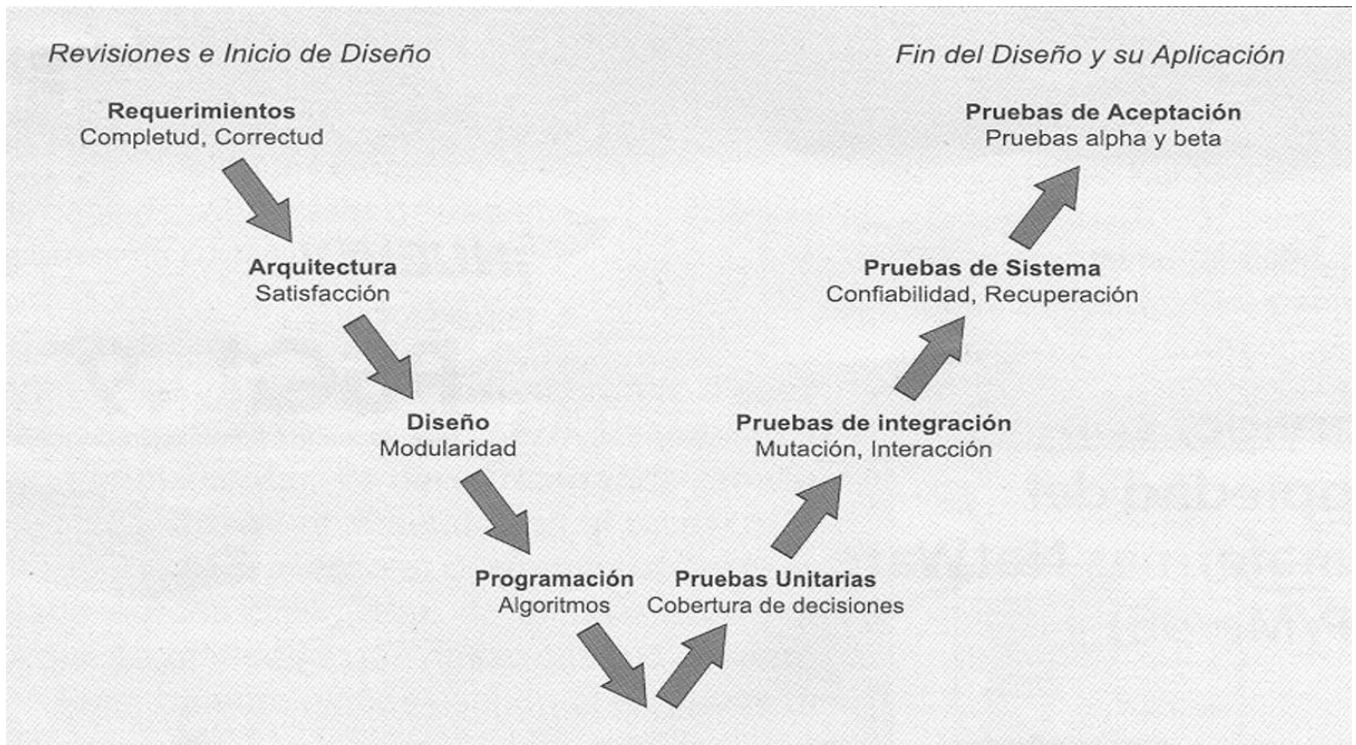 Revisiones e Inicio de Diseño
Fin del Diseño y su Aplicación
Requerimientos
Completud, Correctud
Pruebas de Aceptación
Pruebas alpha y beta
Arquitectura
Satisfacción
Pruebas de Sistema
Confiabilidad, Recuperación
Diseño
Modularidad
Pruebas de integración
Mutación, Interacción
Programación
Algoritmos
Pruebas Unitarias
Cobertura de decisiones